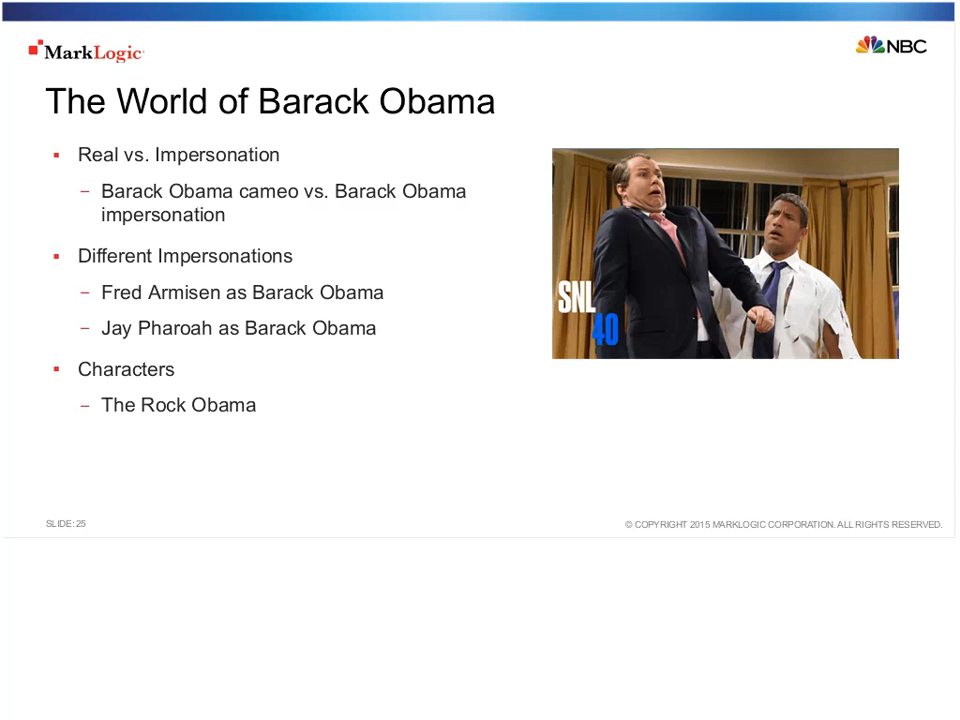 MarkLogic
NBC
The World of Barack Obama
Real vs. Impersonation
– Barack Obama cameo vs. Barack Obama
impersonation
Different Impersonations
– Fred Armisen as Barack Obama
– Jay Pharoah as Barack Obama
Characters
– The Rock Obama
SNL
40
SLIDE: 25
© COPYRIGHT 2015 MARKLOGIC CORPORATION. ALL RIGHTS RESERVED.